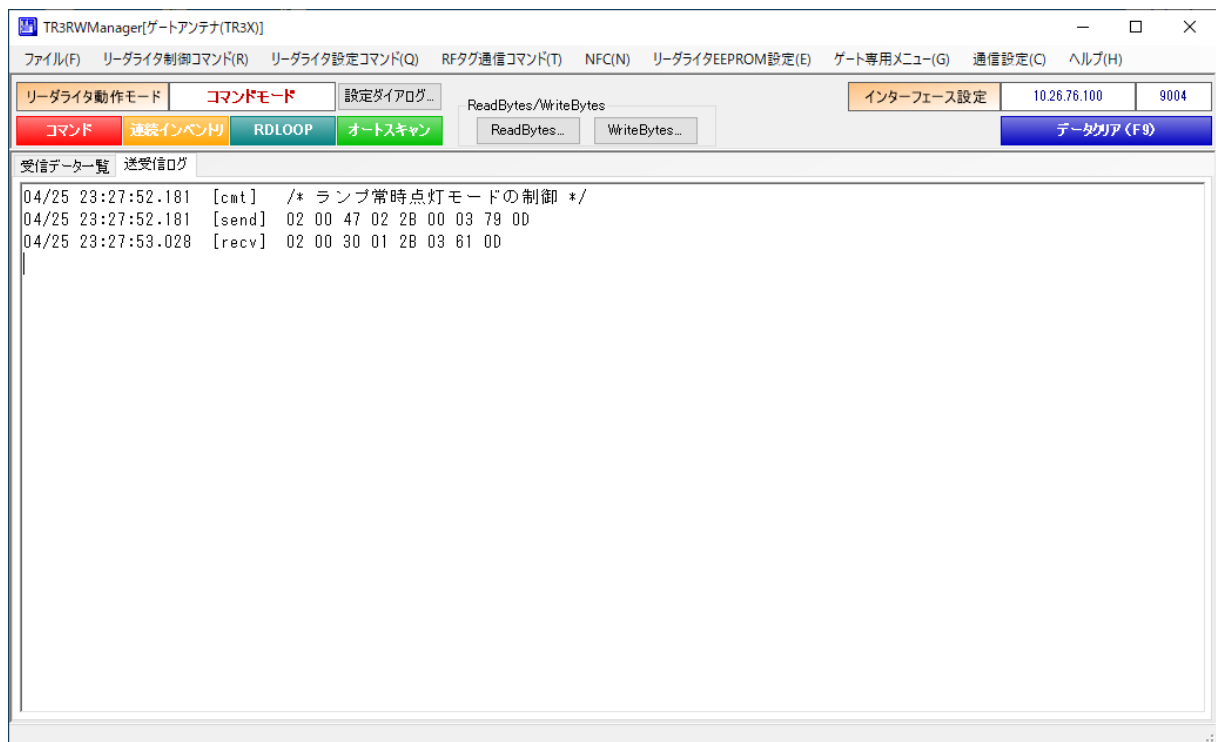 TR3RWManager[ゲートアンテナ(TR3X)]
ファイル(F) リーダライタ制御コマンド(R) リーダライタ設定コマンド(Q) RFタグ通信コマンド(T) NFC(N) リーダライタEEPROM設定(E) ゲート専用メニュー(G) 通信設定(C) ヘルプ(H)
リーダライタ動作モード コマンドモード 設定ダイアログ... ReadBytes/WriteBytes インターフェース設定 10.26.76.100 9004
コマンド 連続インベントリ RDLOOP オートスキャン ReadBytes... WriteBytes... データクリア(F9)
受信データ一覧 送受信ログ
04/25 23:27:52.181 [cmt] /* ランプ常時点灯モードの制御 */
04/25 23:27:52.181 [send] 02 00 47 02 2B 00 03 79 0D
04/25 23:27:53.028 [recv] 02 00 30 01 2B 03 61 0D